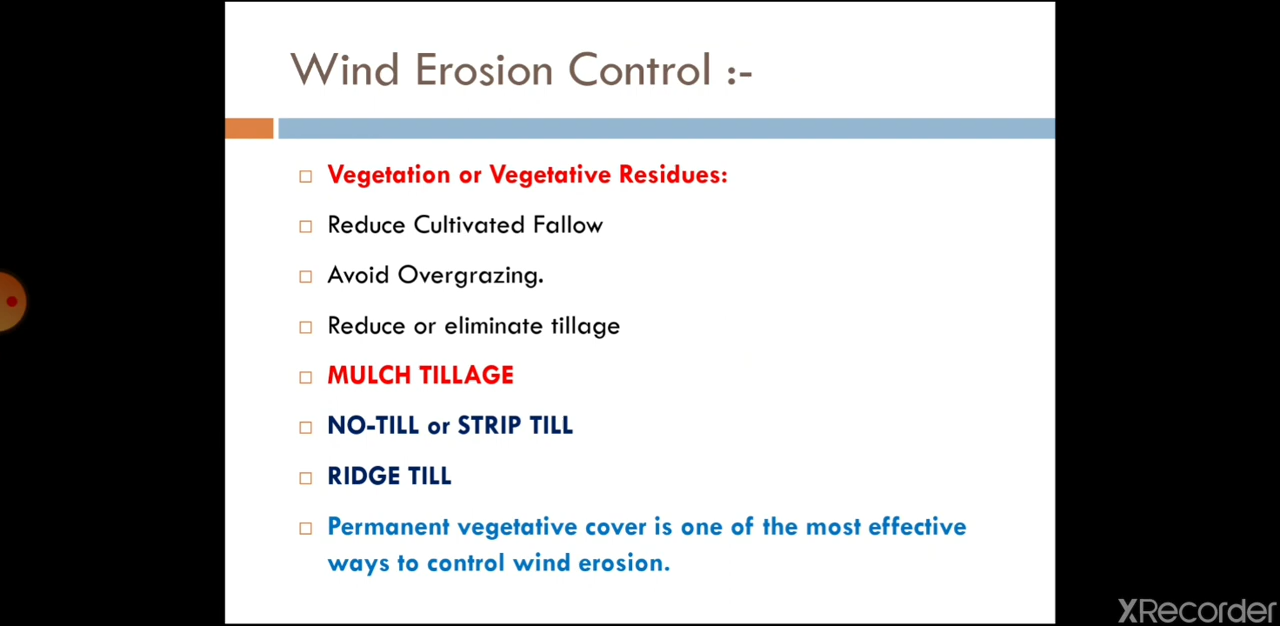 Wind Erosion Control :-
Vegetation or Vegetative Residues:
Reduce Cultivated Fallow
Avoid Overgrazing.
Reduce or eliminate tillage
MULCH TILLAGE
NO-TILL or STRIP TILL
RIDGE TILL
Permanent vegetative cover is one of the most effective
ways to control wind erosion.
XRecorder